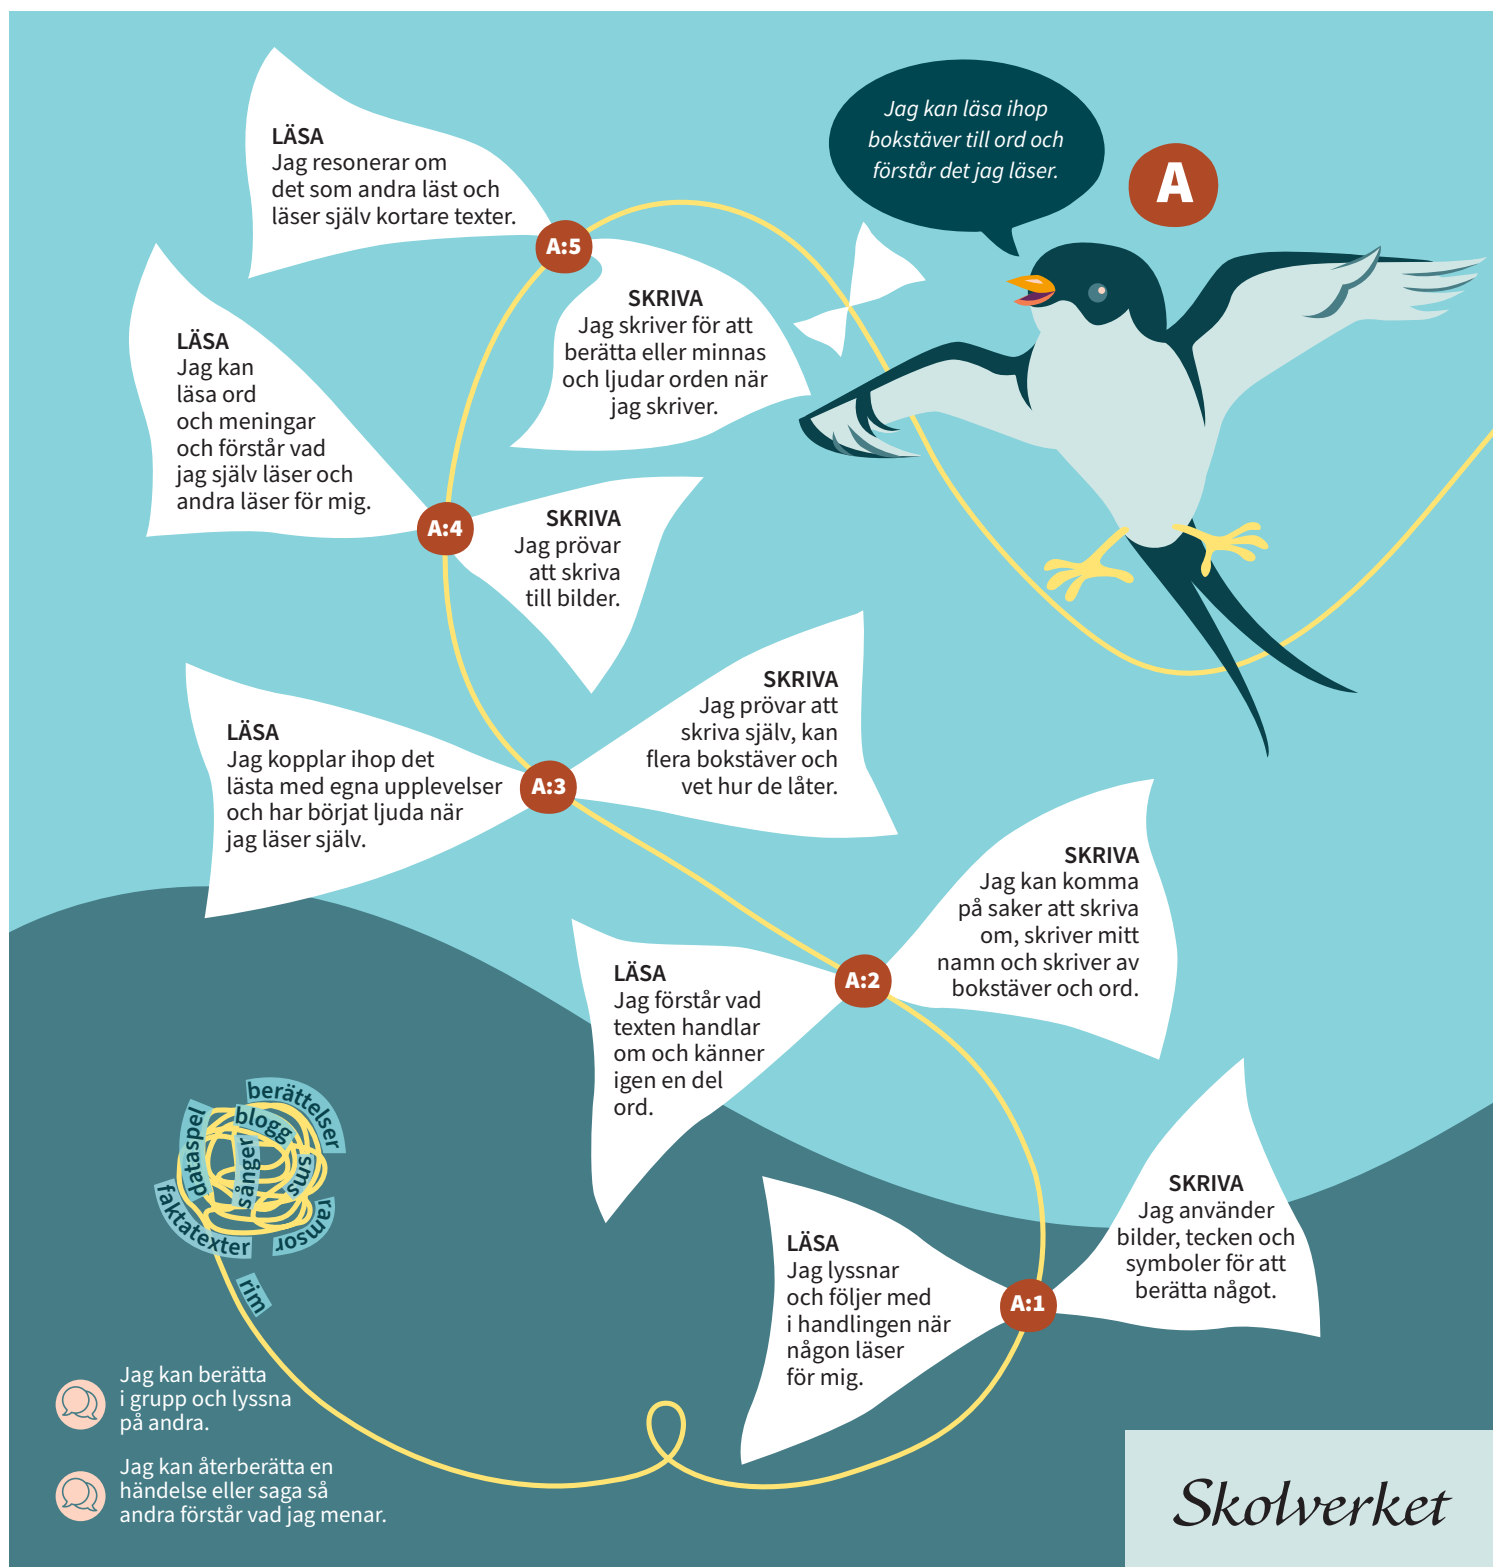 Jag kan läsa ihop
bokstäver till ord och
förstår det jag läser.
A
LÄSA
Jag resonerar om
det som andra läst och
läser själv kortare texter.
A:5
SKRIVA
Jag skriver för att
berätta eller minnas
och ljudar orden när
jag skriver.
LÄSA
Jag kan
läsa ord
och meningar
och förstår vad
jag själv läser och
andra läser för mig.
A:4
SKRIVA
Jag prövar
att skriva
till bilder.
LÄSA
Jag kopplar ihop det
lästa med egna upplevelser
och har börjat ljuda när
jag läser själv.
A:3
SKRIVA
Jag prövar att
skriva själv, kan
flera bokstäver och
vet hur de låter.
LÄSA
Jag förstår vad
texten handlar
om och känner
igen en del
ord.
A:2
SKRIVA
Jag kan komma
på saker att skriva
om, skriver mitt
namn och skriver av
bokstäver och ord.
LÄSA
Jag lyssnar
och följer med
i handlingen när
någon läser
för mig.
A:1
SKRIVA
Jag använder
bilder, tecken och
symboler för att
berätta något.
berättelser
blogg
dataspel
sånger
sms
ramsor
faktatexter
rim
Jag kan berätta
i grupp och lyssna
på andra.
Jag kan återberätta en
händelse eller saga så
andra förstår vad jag menar.
Skolverket